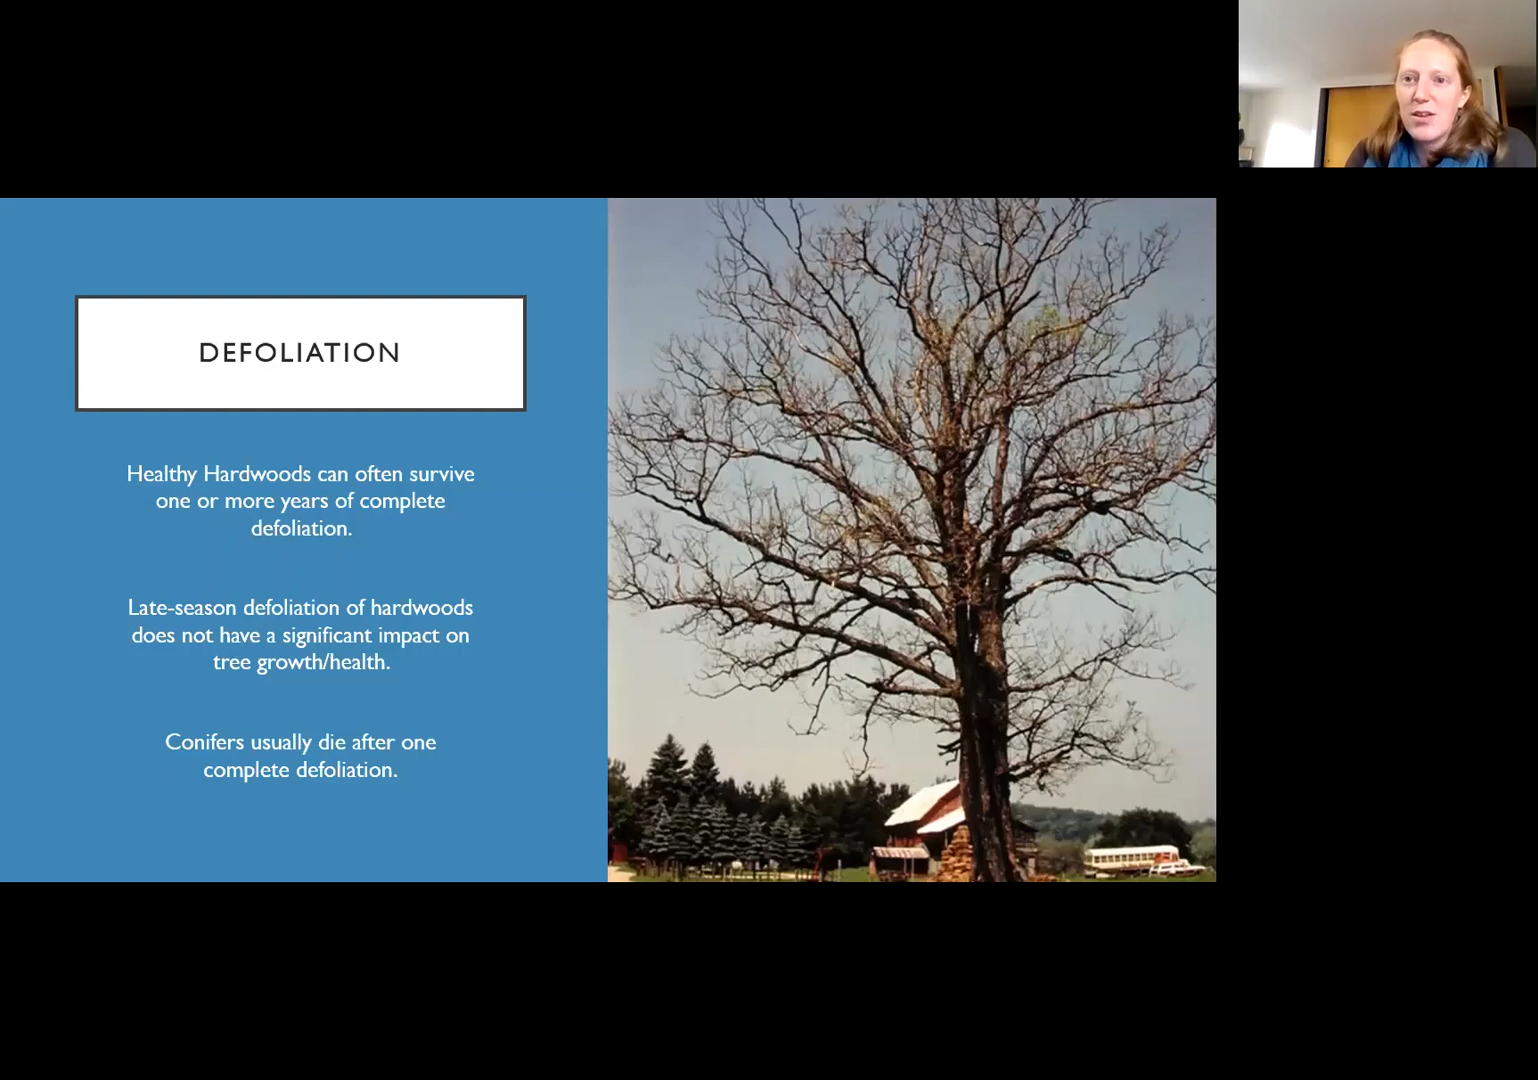 DEFOLIATION
Healthy Hardwoods can often survive
one or more years of complete
defoliation.
Late-season defoliation of hardwoods
does not have a significant impact on
tree growth/health.
Conifers usually die after one
complete defoliation.